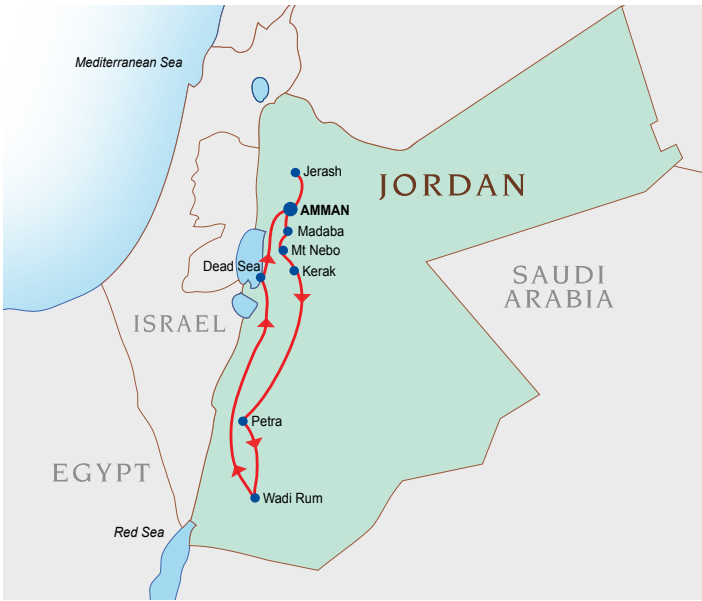 Mediterranean Sea
Jerash
JORDAN
AMMAN
Madaba
Mt Nebo
Dead Sea
Kerak
SAUDI
ARABIA
ISRAEL
Petra
EGYPT
Wadi Rum
Red Sea